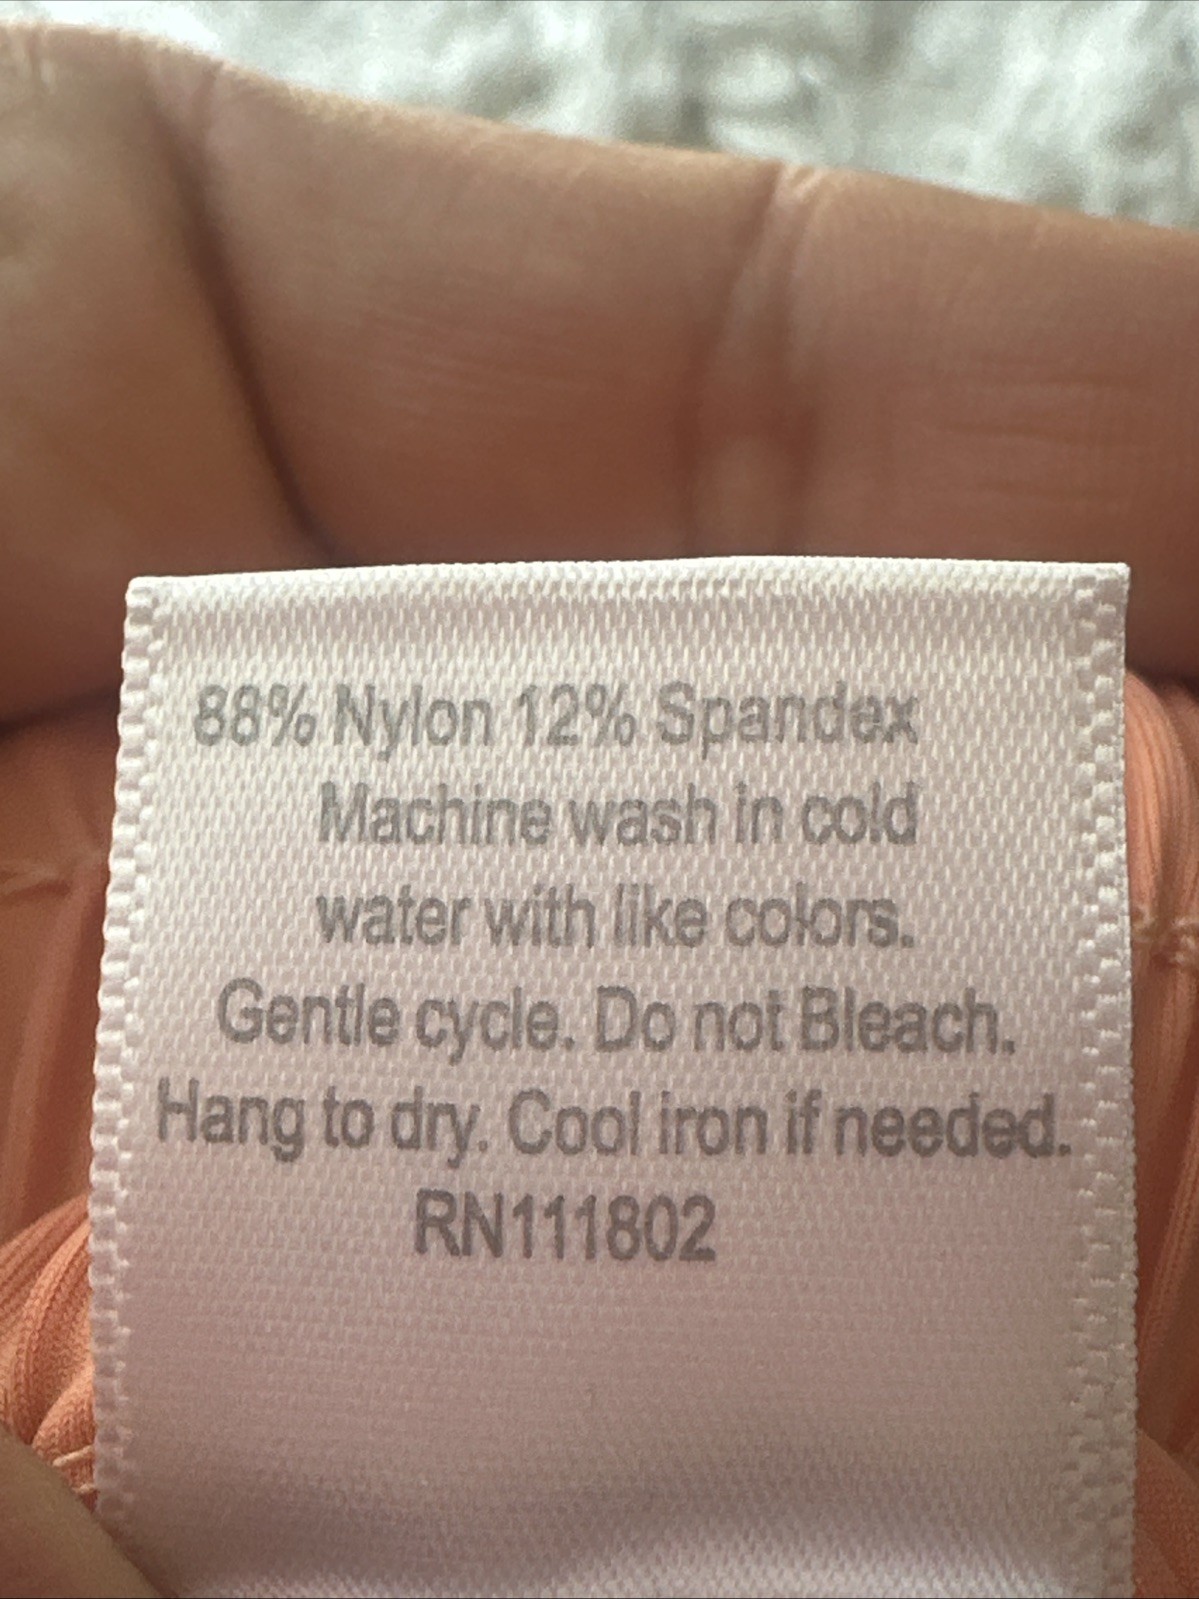 88% Nylon 12% Spandex
Machine wash in cold
water with like colors.
Gentle cycle. Do not Bleach.
Hang to dry. Cool iron if needed.
RN111802